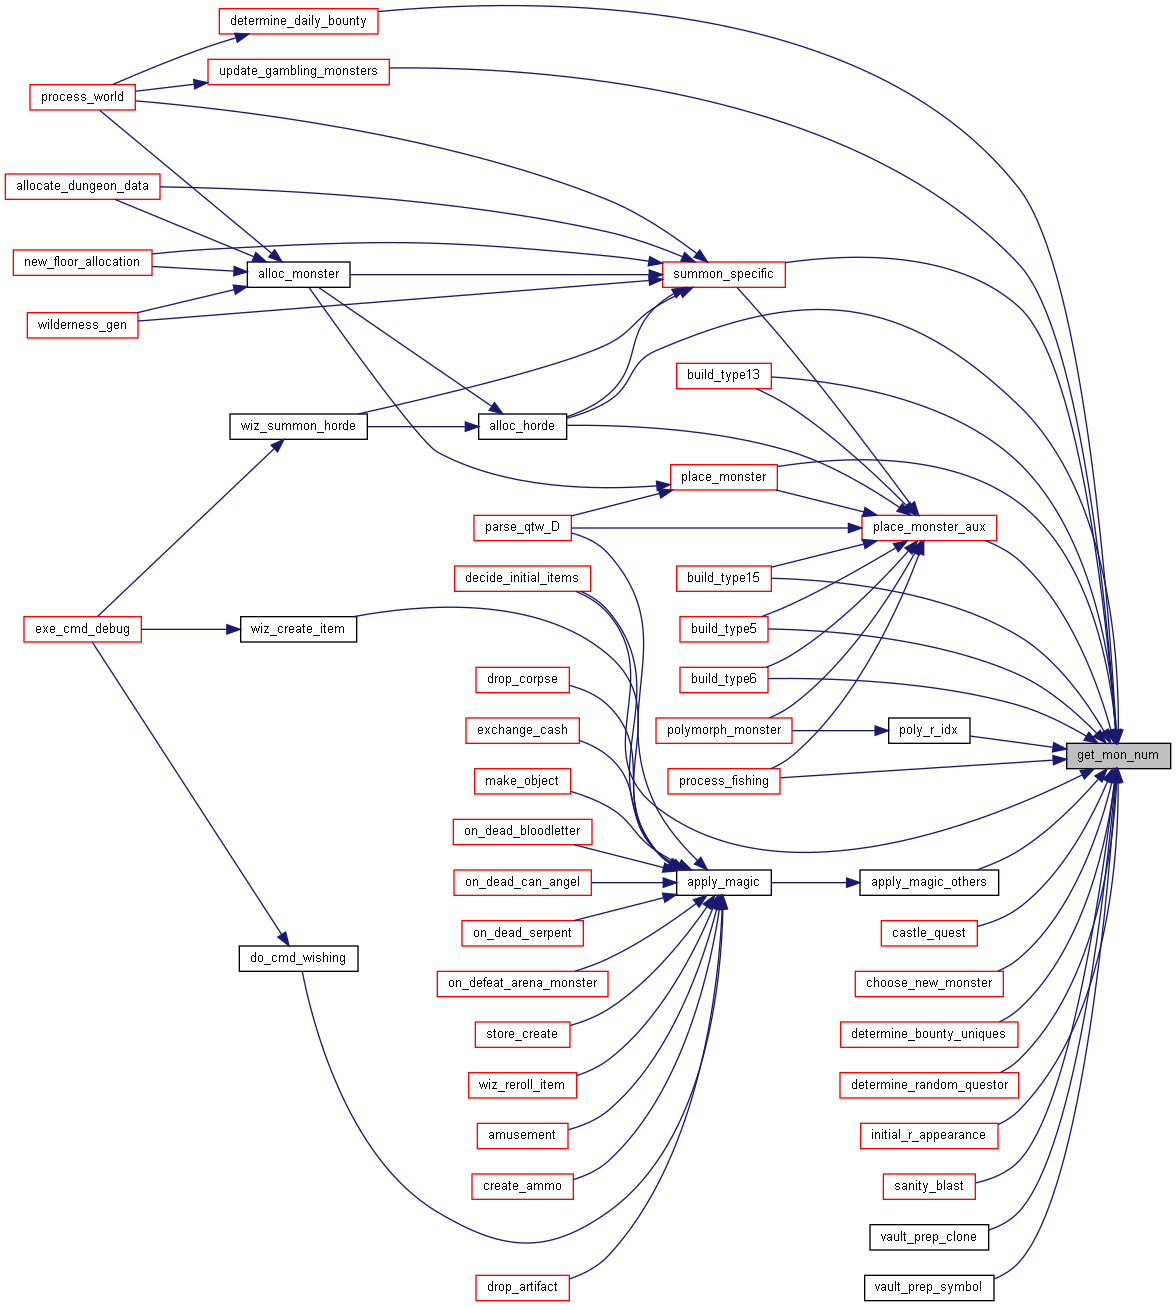 determine_daily_bounty
update_gambling_monsters
process_world
allocate_dungeon_data
new_floor_allocation
alloc_monster
summon_specific
wilderness_gen
build_type13
wiz_summon_horde
alloc_horde
place_monster
parse_qtw_D
place_monster_aux
decide_initial_items
build_type15
exe_cmd_debug
wiz_create_item
build_type5
drop_corpse
build_type6
exchange_cash
polymorph_monster
poly_r_idx
get_mon_num
make_object
process_fishing
on_dead_bloodletter
on_dead_can_angel
apply_magic
apply_magic_others
on_dead_serpent
castle_quest
do_cmd_wishing
on_defeat_arena_monster
choose_new_monster
store_create
determine_bounty_uniques
wiz_reroll_item
determine_random_questor
amusement
initial_r_appearance
create_ammo
sanity_blast
vault_prep_clone
drop_artifact
vault_prep_symbol